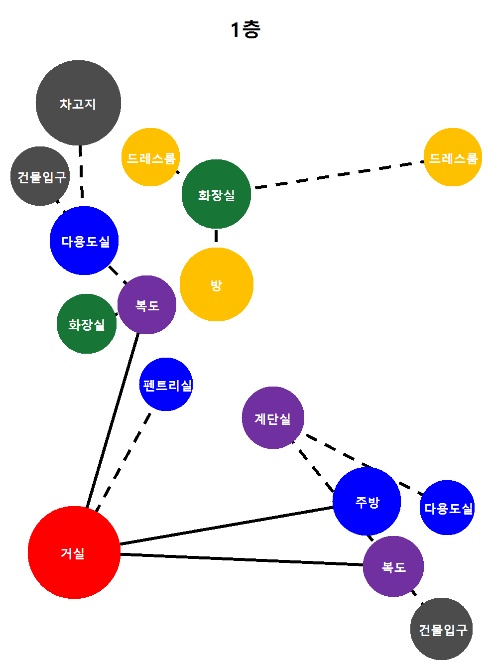 1층
차고지
드레스룸
드레스룸
건물입구
화장실
다용도실
방
복도
화장실
펜트리실
계단실
주방
다용도실
거실
복도
건물입구